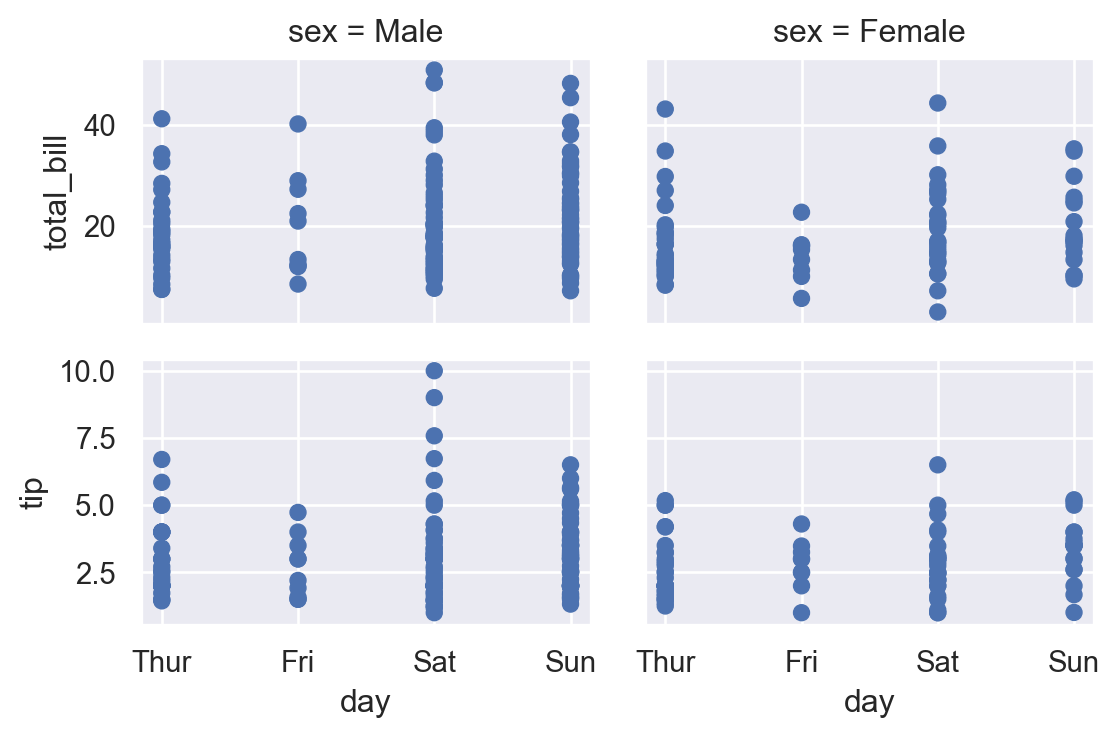 sex = Male
sex = Female
total_bill
40
20
tip
10.0
7.5
5.0
2.5
Thur Fri Sat Sun
Thur Fri Sat Sun
day
day